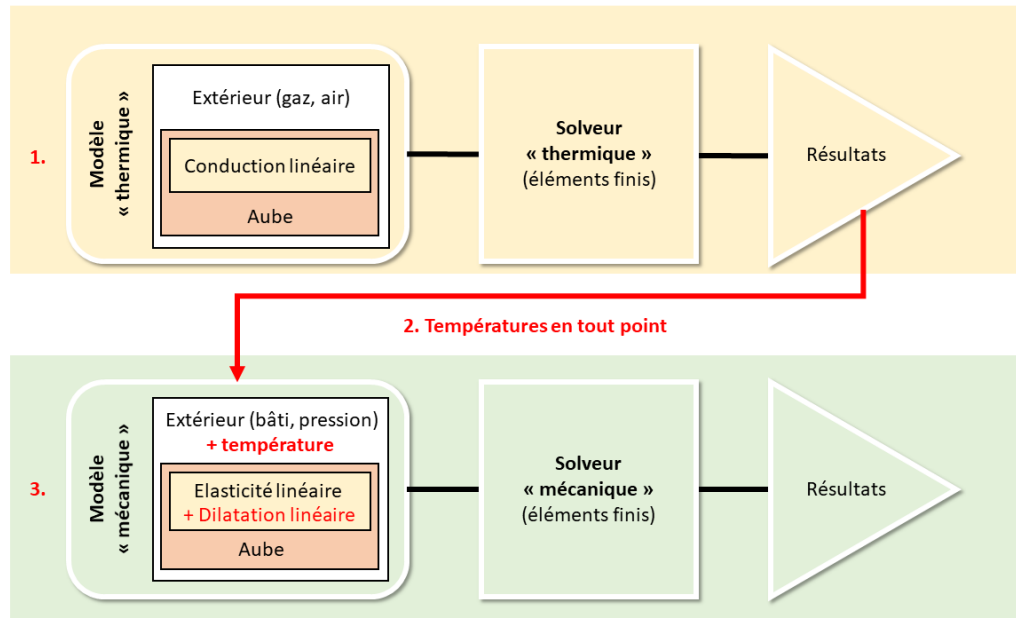 1.
Modèle
« thermique »
Extérieur (gaz, air)
Conduction linéaire
Aube
Solveur
« thermique »
(éléments finis)
Résultats
2. Températures en tout point
3.
Modèle
« mécanique »
Extérieur (bâti, pression)
+ température
Elasticité linéaire
+ Dilatation linéaire
Aube
Solveur
« mécanique »
(éléments finis)
Résultats